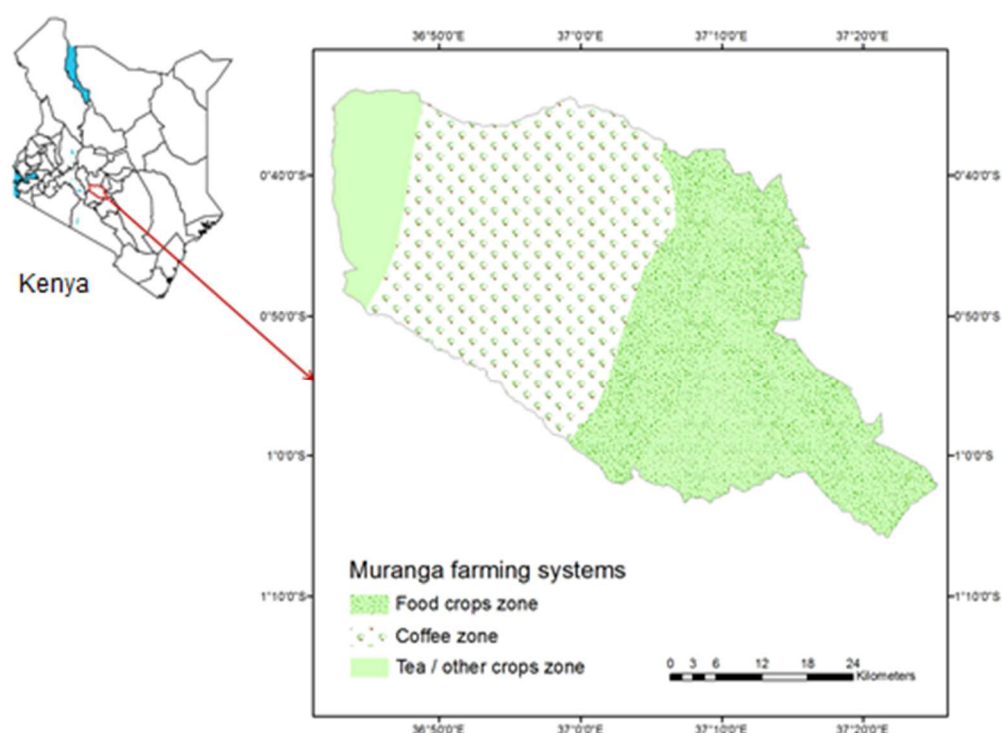 36°50'0"E 37°0'0"E 37°10'0"E 37°20'0"E
0°40'0"S 0°40'0"S
Kenya
0°50'0"S 0°50'0"S
1°0'0"S 1°0'0"S
Muranga farming systems
1°10'0"S 1°10'0"S
Food crops zone
Coffee zone
Tea / other crops zone
0 3 6 12 18 24
Kilometers
36°50'0"E 37°0'0"E 37°10'0"E 37°20'0"E